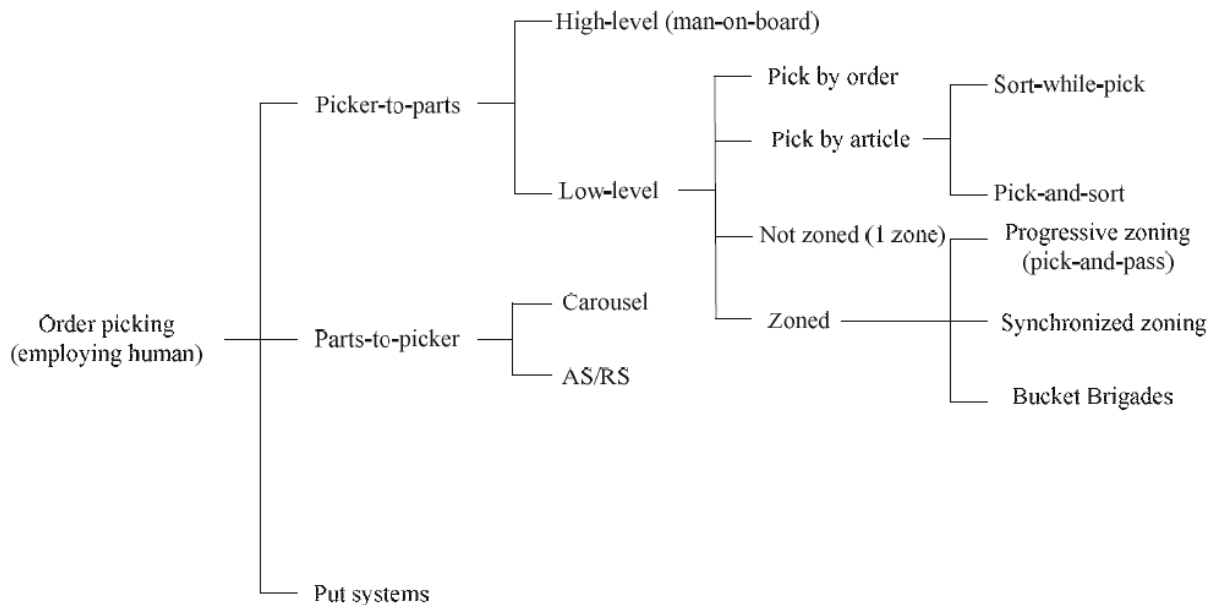 High-level (man-on-board)
Pick by order
Sort-while-pick
Picker-to-parts
Pick by article
Low-level
Pick-and-sort
Not zoned (1 zone)
Progressive zoning
(pick-and-pass)
Carousel
Order picking
(employing human)
Parts-to-picker
Zoned
Synchronized zoning
AS/RS
Bucket Brigades
Put systems